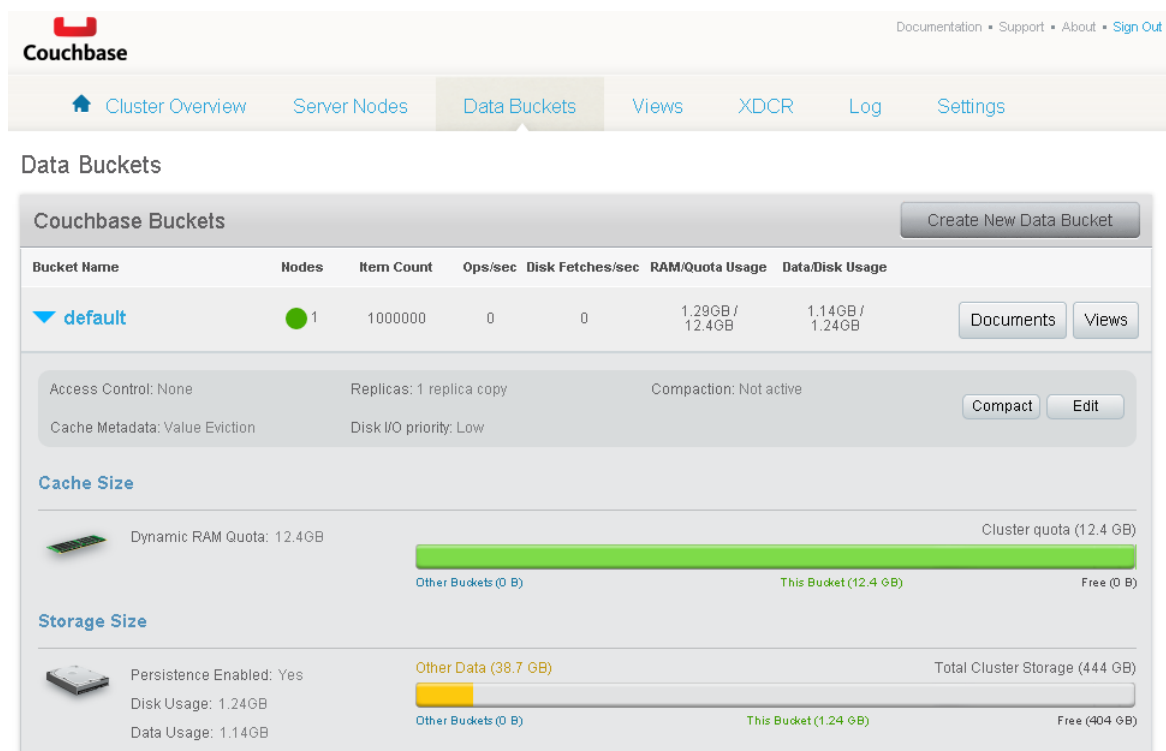 Couchbase
Documentation • Support • About • Sign Out
Cluster Overview Server Nodes Data Buckets Views XDCR Log Settings
Data Buckets
Couchbase Buckets Create New Data Bucket
Bucket Name Nodes Item Count Ops/sec Disk Fetches/sec RAM/Quota Usage Data/Disk Usage
default 1 1000000 0 0 1.29GB / 12.4GB 1.14GB / 1.24GB Documents Views
Access Control: None Replicas: 1 replica copy Compaction: Not active
Compact Edit
Cache Metadata: Value Eviction Disk I/O priority: Low
Cache Size
Dynamic RAM Quota: 12.4GB Cluster quota (12.4 GB)
Other Buckets (0 B) This Bucket (12.4 GB) Free (0 B)
Storage Size
Persistence Enabled: Yes Other Data (38.7 GB) Total Cluster Storage (444 GB)
Disk Usage: 1.24GB
Other Buckets (0 B) This Bucket (1.24 GB) Free (404 GB)
Data Usage: 1.14GB